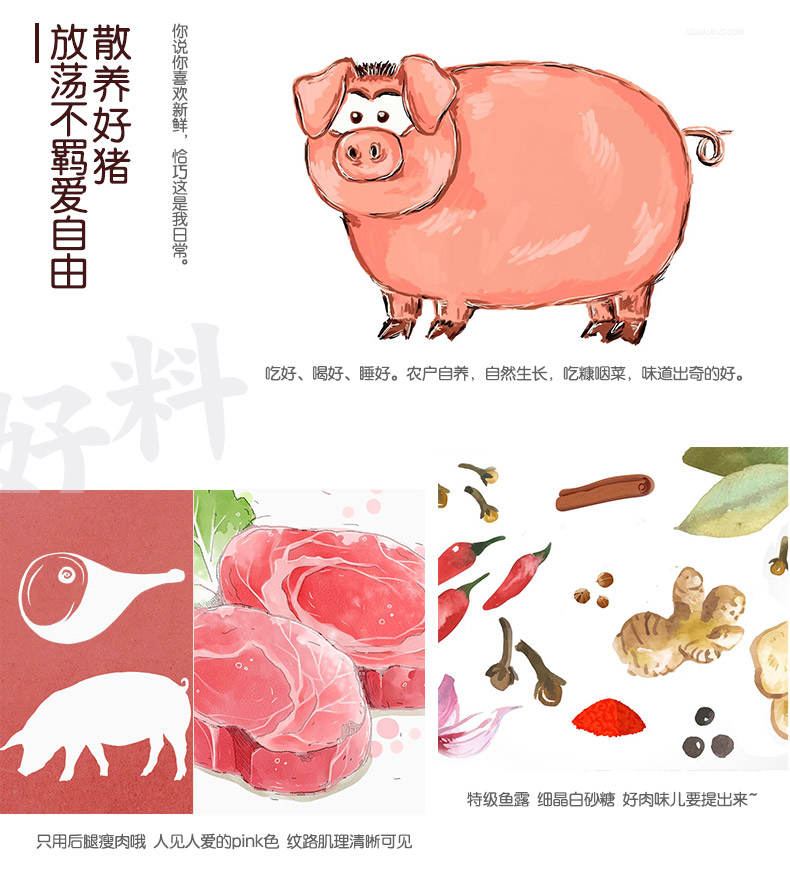 散养好猪
放荡不羁爱自由
你说你喜欢新鲜，恰巧这是我日常。
吃好、喝好、睡好。农户自养，自然生长，吃糠咽菜，味道出奇的好。
好料
特级鱼露 细晶白砂糖 好肉味儿要提出来~
只用后腿瘦肉哦 人见人爱的pink色 纹路肌理清晰可见